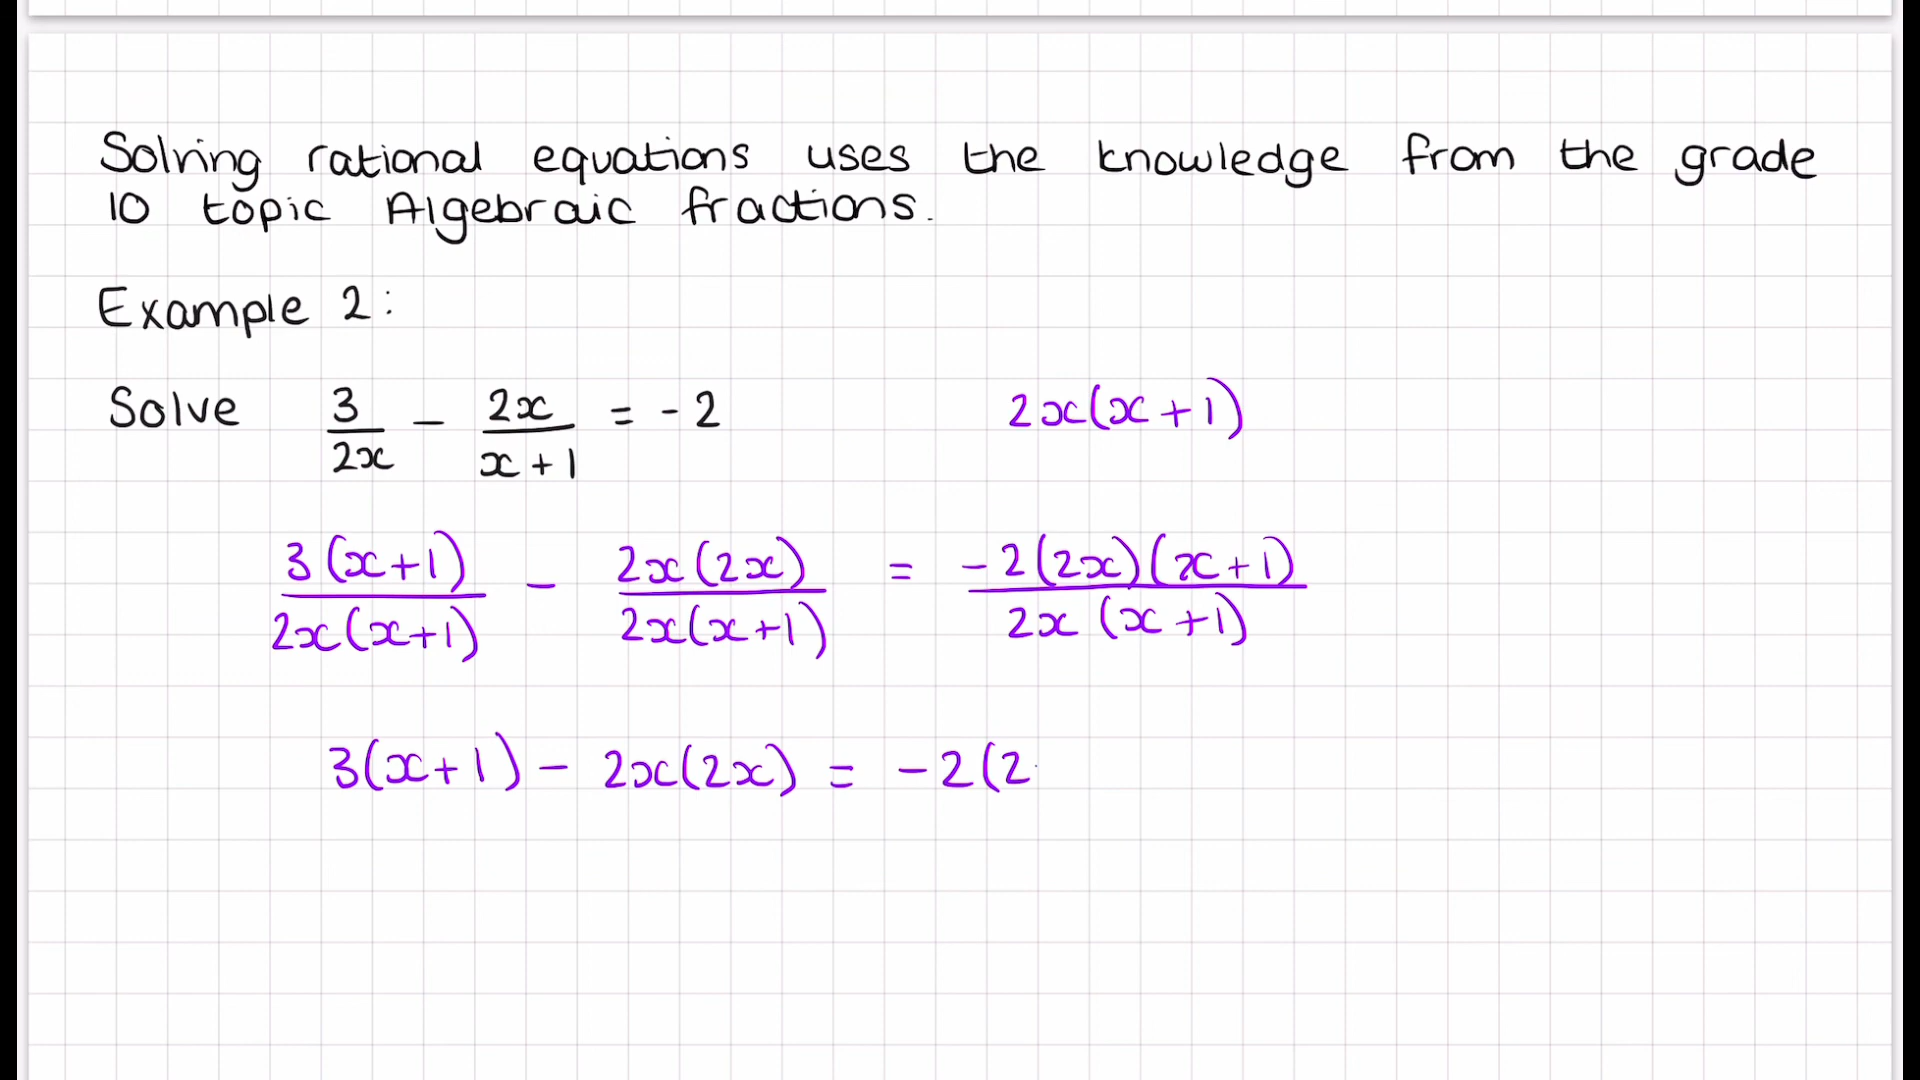 Solving rational equations uses the knowledge from the grade
10 topic Algebraic fractions.
Example 2:
Solve 3/2x - 2x/x+1 = -2 2x(x+1)
3(x+1)/2x(x+1) - 2x(2x)/2x(x+1) = -2(2x)(x+1)/2x(x+1)
3(x+1) - 2x(2x) = -2(2